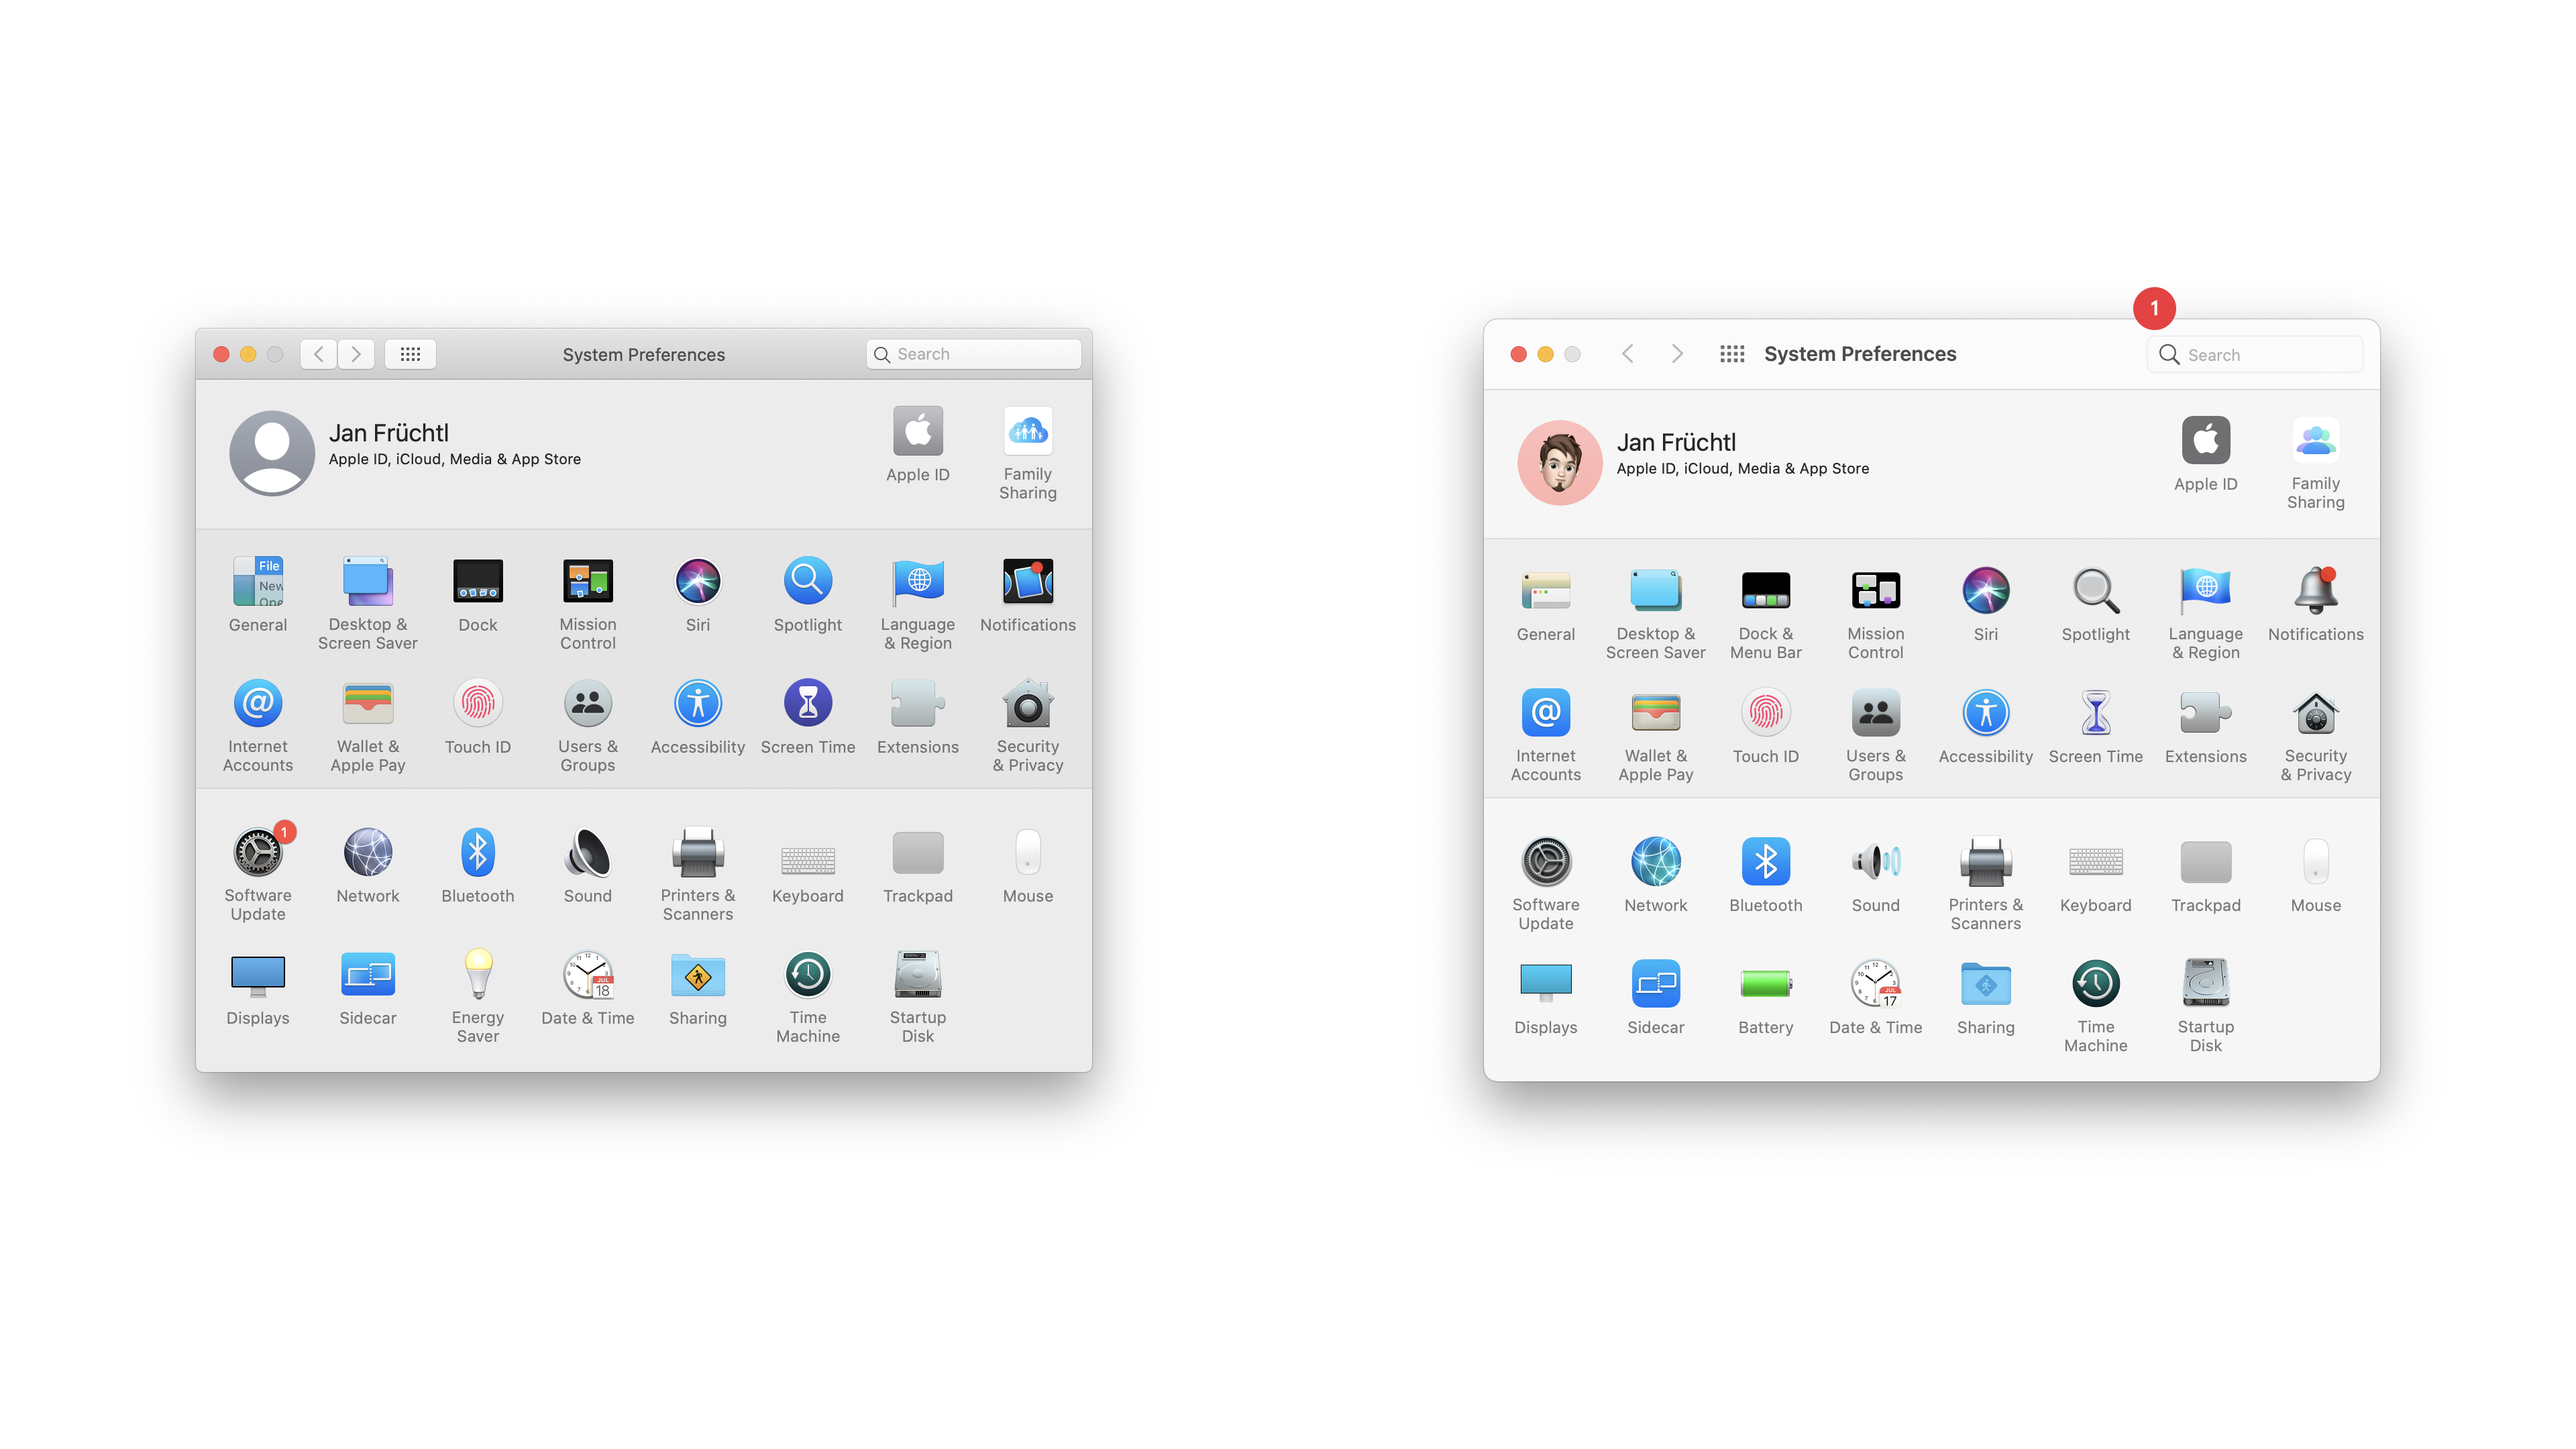 System Preferences
Search
Jan Früchtl
Apple ID, iCloud, Media & App Store
Apple ID
Family
Sharing
File
New
Ope
General
Desktop &
Screen Saver
Dock
Mission
Control
Siri
Spotlight
Language
& Region
Notifications
@
Internet
Accounts
Wallet &
Apple Pay
Touch ID
Users &
Groups
Accessibility
Screen Time
Extensions
Security
& Privacy
1
Software
Update
Network
Bluetooth
Sound
Printers &
Scanners
Keyboard
Trackpad
Mouse
Displays
Sidecar
Energy
Saver
JUL
18
Date & Time
Sharing
Time
Machine
Startup
Disk
1
System Preferences
Search
Jan Früchtl
Apple ID, iCloud, Media & App Store
Apple ID
Family
Sharing
General
Desktop &
Screen Saver
Dock &
Menu Bar
Mission
Control
Siri
Spotlight
Language
& Region
Notifications
@
Internet
Accounts
Wallet &
Apple Pay
Touch ID
Users &
Groups
Accessibility
Screen Time
Extensions
Security
& Privacy
Software
Update
Network
Bluetooth
Sound
Printers &
Scanners
Keyboard
Trackpad
Mouse
Displays
Sidecar
Battery
JUL
17
Date & Time
Sharing
Time
Machine
Startup
Disk